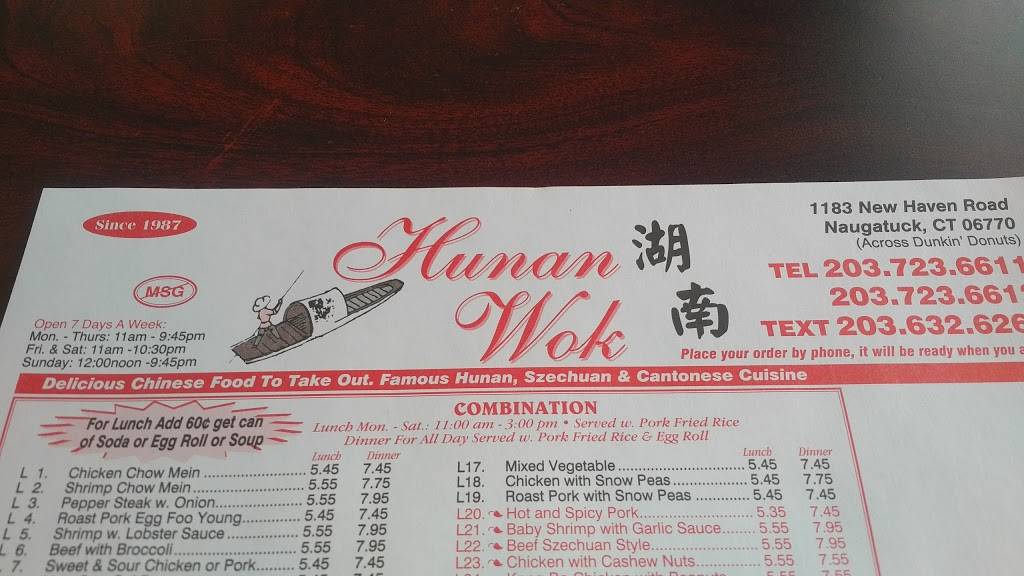 Since 1987
MSG
Open 7 Days A Week:
Mon. - Thurs: 11am - 9:45pm
Fri. & Sat: 11am -10:30pm
Sunday: 12:00noon -9:45pm
Hunan
Wok
湖
南
1183 New Haven Road
Naugatuck, CT 06770
(Across Dunkin' Donuts)
TEL 203.723.6611
203.723.661
TEXT 203.632.626
Place your order by phone, it will be ready when you a
Delicious Chinese Food To Take Out. Famous Hunan, Szechuan & Cantonese Cuisine
For Lunch Add 60¢ get can
of Soda or Egg Roll or Soup
COMBINATION
Lunch Mon. - Sat.: 11:00 am - 3:00 pm • Served w. Pork Fried Rice
Dinner For All Day Served w. Pork Fried Rice & Egg Roll
Lunch Dinner
L 1. Chicken Chow Mein 5.45 7.45
L 2. Shrimp Chow Mein 5.55 7.75
L 3. Pepper Steak w. Onion 5.55 7.95
L 4. Roast Pork Egg Foo Young 5.45 7.45
L 5. Shrimp w. Lobster Sauce 5.55 7.95
L 6. Beef with Broccoli 5.55 7.95
L 7. Sweet & Sour Chicken or Pork 5.45 7.45
Lunch Dinner
L17. Mixed Vegetable 5.45 7.45
L18. Chicken with Snow Peas 5.45 7.75
L19. Roast Pork with Snow Peas 5.45 7.45
L20. Hot and Spicy Pork 5.35 7.45
L21. Baby Shrimp with Garlic Sauce 5.55 7.95
L22. Beef Szechuan Style 5.55 7.95
L23. Chicken with Cashew Nuts 5.55 7.55